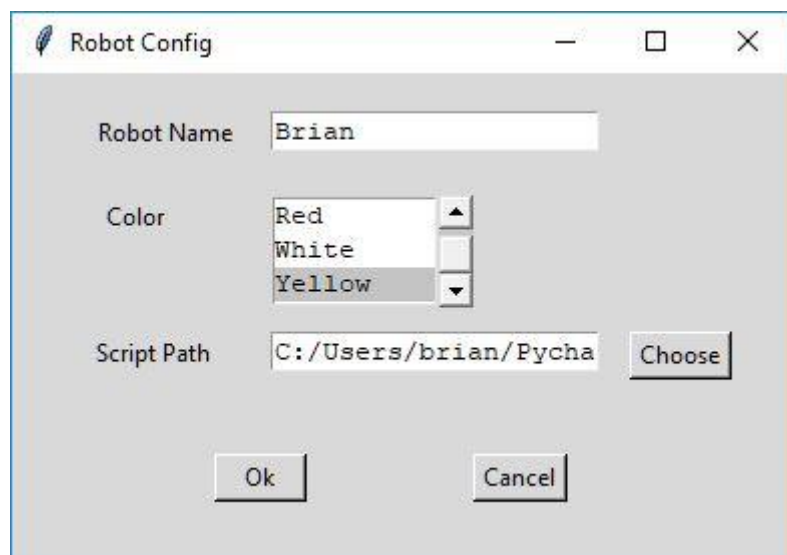 Robot Config
Robot Name Brian
Color Red
White
Yellow
Script Path C:/Users/brian/Pycha Choose
Ok Cancel